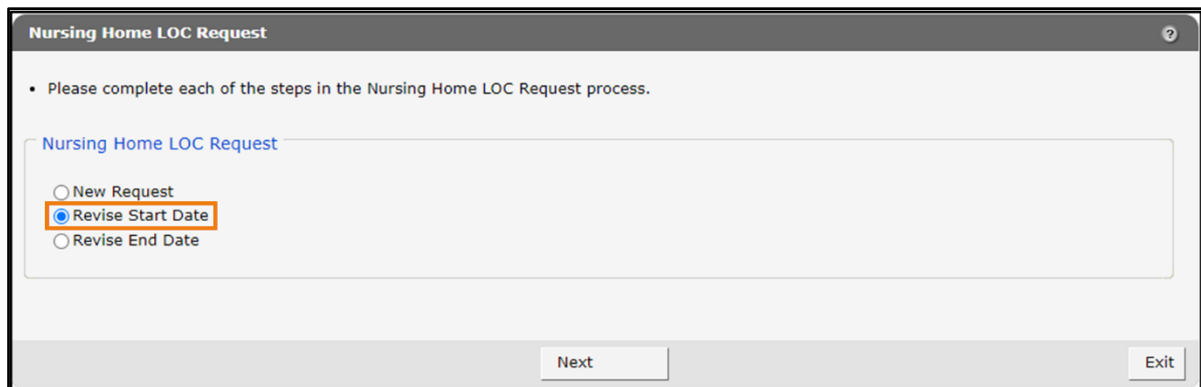 Nursing Home LOC Request
?
• Please complete each of the steps in the Nursing Home LOC Request process.
Nursing Home LOC Request
New Request
Revise Start Date
Revise End Date
Next
Exit